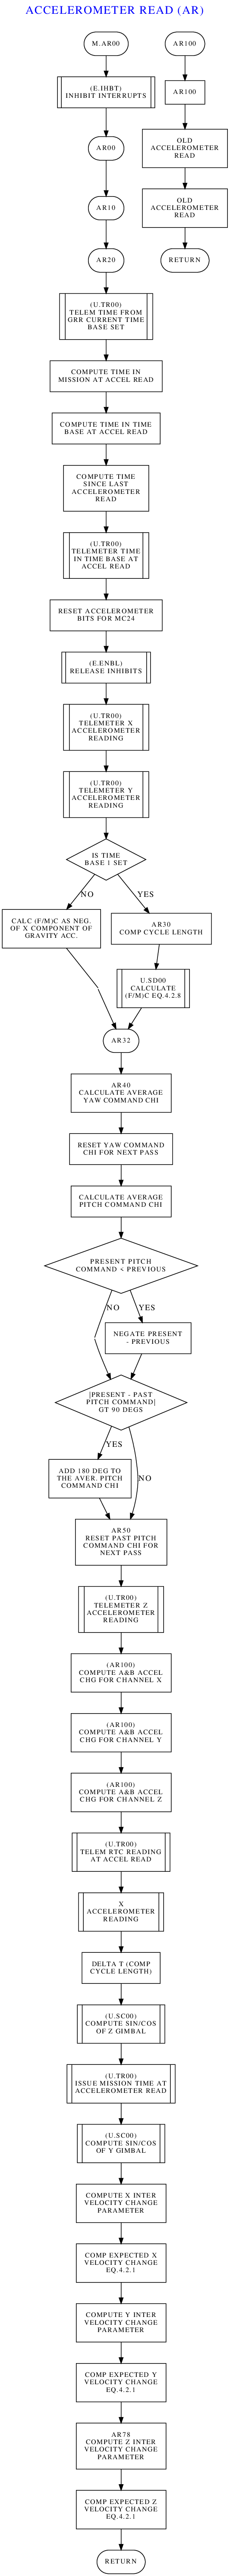 ACCELEROMETER READ (AR)
M.AR00
(E.IHBT)
INHIBIT INTERRUPTS
AR00
AR10
AR20
(U.TR00)
TELEM TIME FROM
GRR CURRENT TIME
BASE SET
COMPUTE TIME IN
MISSION AT ACCEL READ
COMPUTE TIME IN TIME
BASE AT ACCEL READ
COMPUTE TIME
SINCE LAST
ACCELEROMETER
READ
(U.TR00)
TELEMETER TIME
IN TIME BASE AT
ACCEL READ
RESET ACCELEROMETER
BITS FOR MC24
(E.ENBL)
RELEASE INHIBITS
(U.TR00)
TELEMETER X
ACCELEROMETER
READING
(U.TR00)
TELEMETER Y
ACCELEROMETER
READING
IS TIME
BASE 1 SET
NO
YES
CALC (F/M)C AS NEG.
OF X COMPONENT OF
GRAVITY ACC.
AR30
COMP CYCLE LENGTH
U.SD00
CALCULATE
(F/M)C EQ.4.2.8
AR32
AR40
CALCULATE AVERAGE
YAW COMMAND CHI
RESET YAW COMMAND
CHI FOR NEXT PASS
CALCULATE AVERAGE
PITCH COMMAND CHI
PRESENT PITCH
COMMAND < PREVIOUS
NO
YES
NEGATE PRESENT
- PREVIOUS
|PRESENT - PAST
PITCH COMMAND|
GT 90 DEGS
YES
NO
ADD 180 DEG TO
THE AVER. PITCH
COMMAND CHI
AR50
RESET PAST PITCH
COMMAND CHI FOR
NEXT PASS
(U.TR00)
TELEMETER Z
ACCELEROMETER
READING
(AR100)
COMPUTE A&B ACCEL
CHG FOR CHANNEL X
(AR100)
COMPUTE A&B ACCEL
CHG FOR CHANNEL Y
(AR100)
COMPUTE A&B ACCEL
CHG FOR CHANNEL Z
(U.TR00)
TELEM RTC READING
AT ACCEL READ
X
ACCELEROMETER
READING
DELTA T (COMP
CYCLE LENGTH)
(U.SC00)
COMPUTE SIN/COS
OF Z GIMBAL
(U.TR00)
ISSUE MISSION TIME AT
ACCELEROMETER READ
(U.SC00)
COMPUTE SIN/COS
OF Y GIMBAL
COMPUTE X INTER
VELOCITY CHANGE
PARAMETER
COMP EXPECTED X
VELOCITY CHANGE
EQ.4.2.1
COMPUTE Y INTER
VELOCITY CHANGE
PARAMETER
COMP EXPECTED Y
VELOCITY CHANGE
EQ.4.2.1
AR78
COMPUTE Z INTER
VELOCITY CHANGE
PARAMETER
COMP EXPECTED Z
VELOCITY CHANGE
EQ.4.2.1
RETURN
AR100
AR100
OLD
ACCELEROMETER
READ
OLD
ACCELEROMETER
READ
RETURN